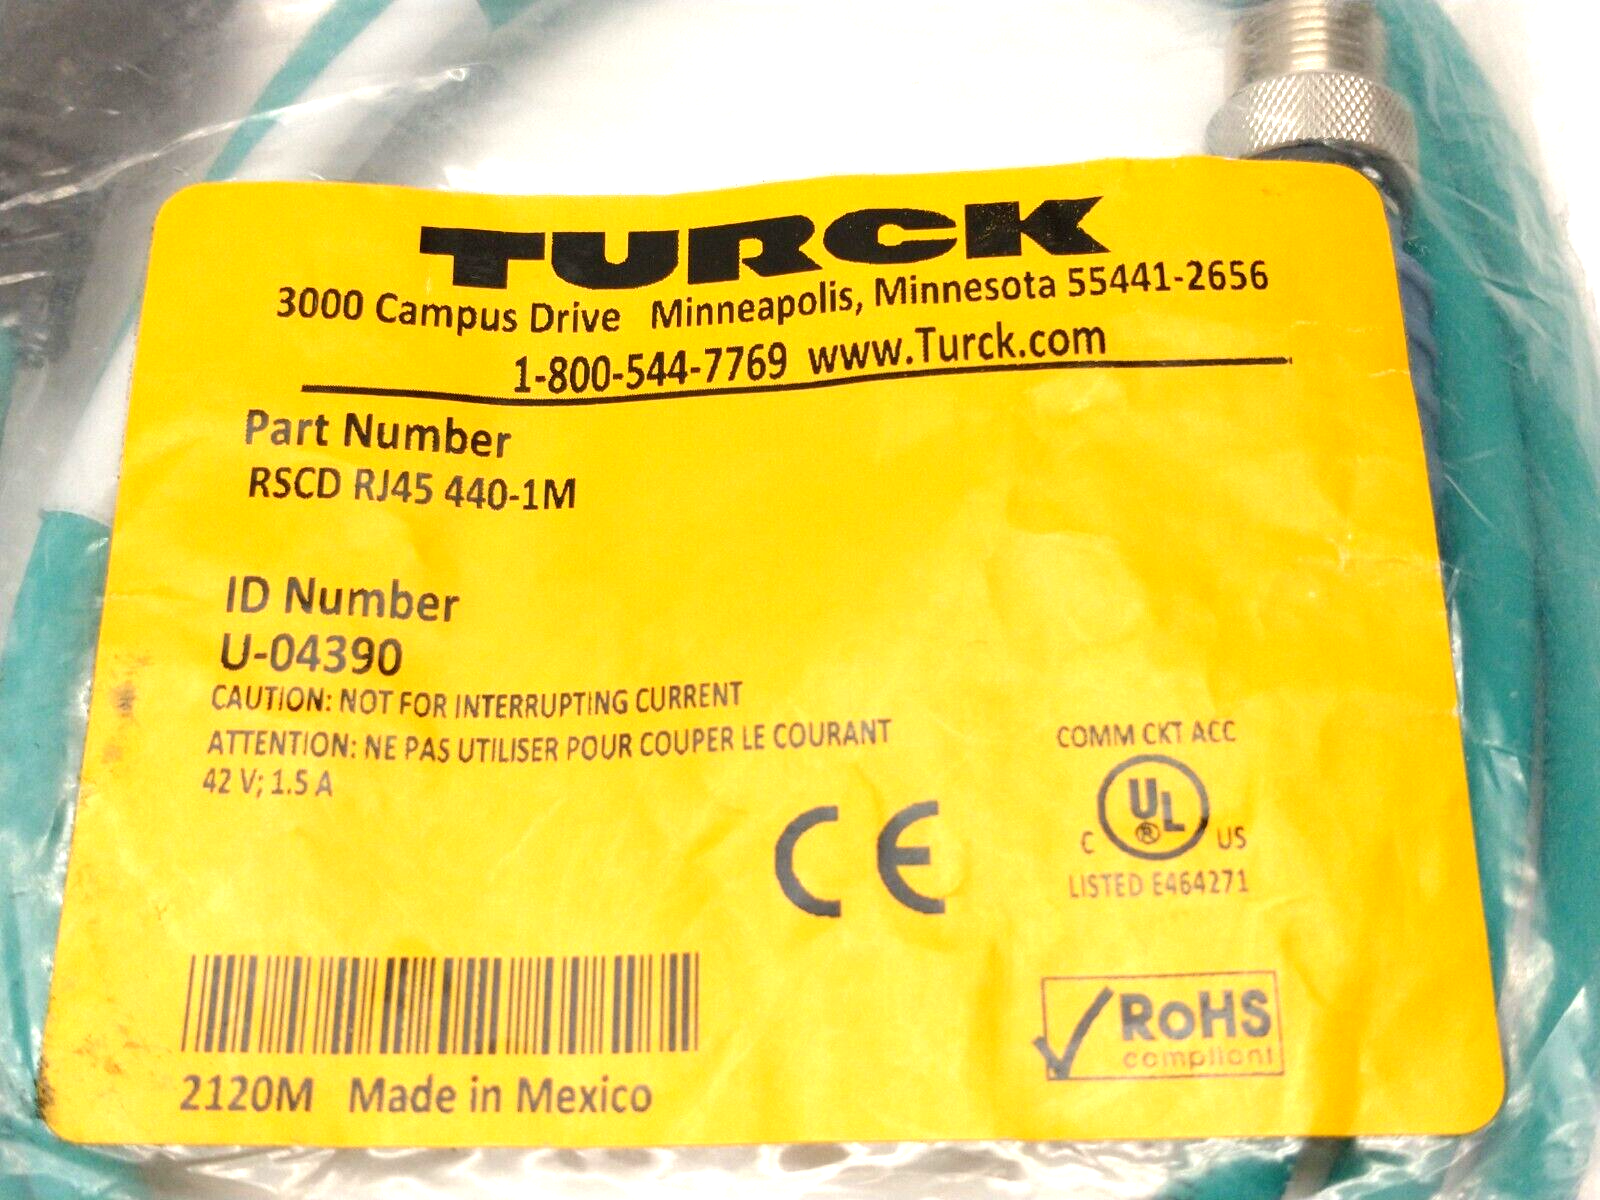 TURCK
3000 Campus Drive Minneapolis, Minnesota 55441-2656
1-800-544-7769 www.Turck.com
Part Number
RSCD RJ45 440-1M
ID Number
U-04390
CAUTION: NOT FOR INTERRUPTING CURRENT
ATTENTION: NE PAS UTILISER POUR COUPER LE COURANT
42 V; 1.5 A
COMM CKT ACC
C UL ® US
LISTED E464271
CE
RoHS
compliant
2120M Made in Mexico